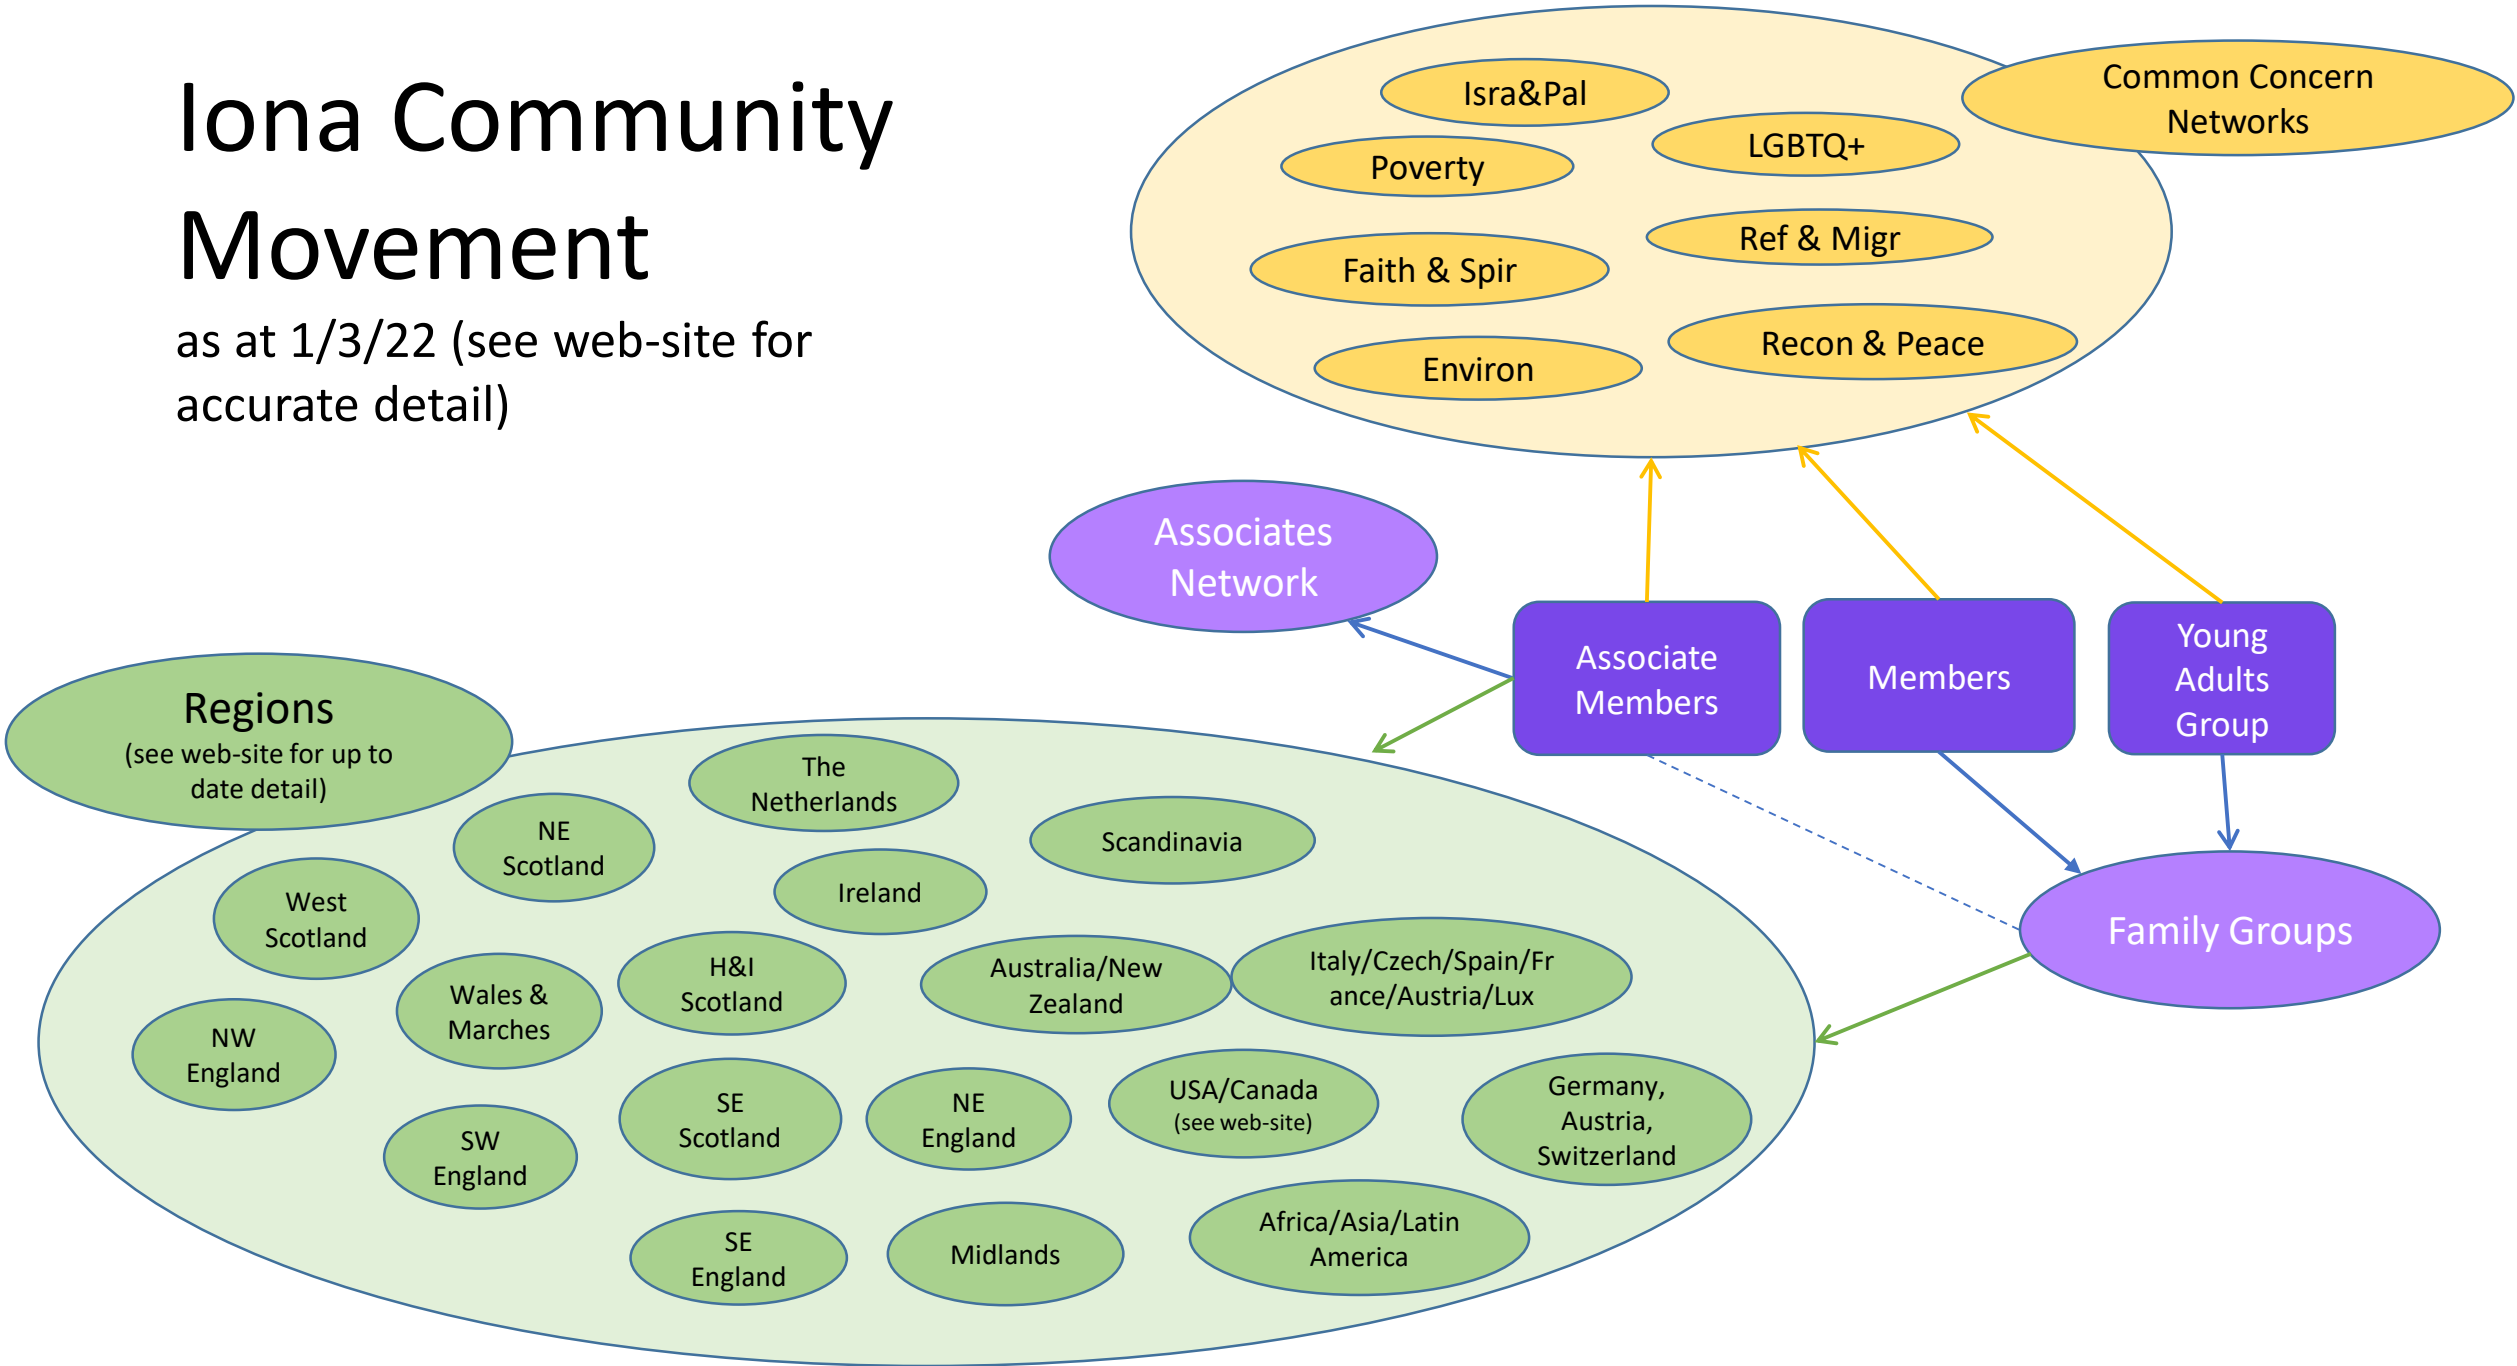 Iona Community
Movement
as at 1/3/22 (see web-site for
accurate detail)
Common Concern
Networks
Isra&Pal
LGBTQ+
Poverty
Ref & Migr
Faith & Spir
Recon & Peace
Environ
Associates
Network
Associate
Members
Members
Young
Adults
Group
Family Groups
Regions
(see web-site for up to
date detail)
The
Netherlands
NE
Scotland
Scandinavia
Ireland
West
Scotland
H&I
Scotland
Australia/New
Zealand
Italy/Czech/Spain/Fr
ance/Austria/Lux
Wales &
Marches
NW
England
SE
Scotland
NE
England
USA/Canada
(see web-site)
Germany,
Austria,
Switzerland
SW
England
SE
England
Midlands
Africa/Asia/Latin
America